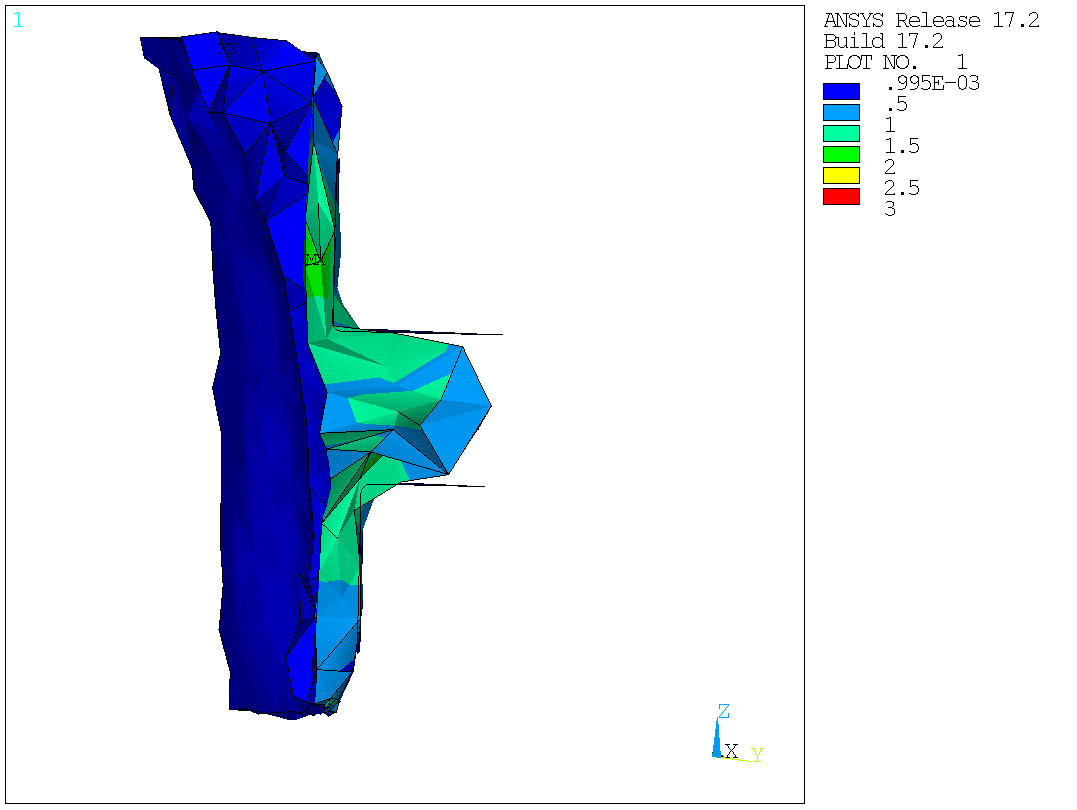 1
ANSYS Release 17.2
Build 17.2
PLOT NO. 1
.995E-03
.5
1
1.5
2
2.5
3
MN
MX
Z
X
Y